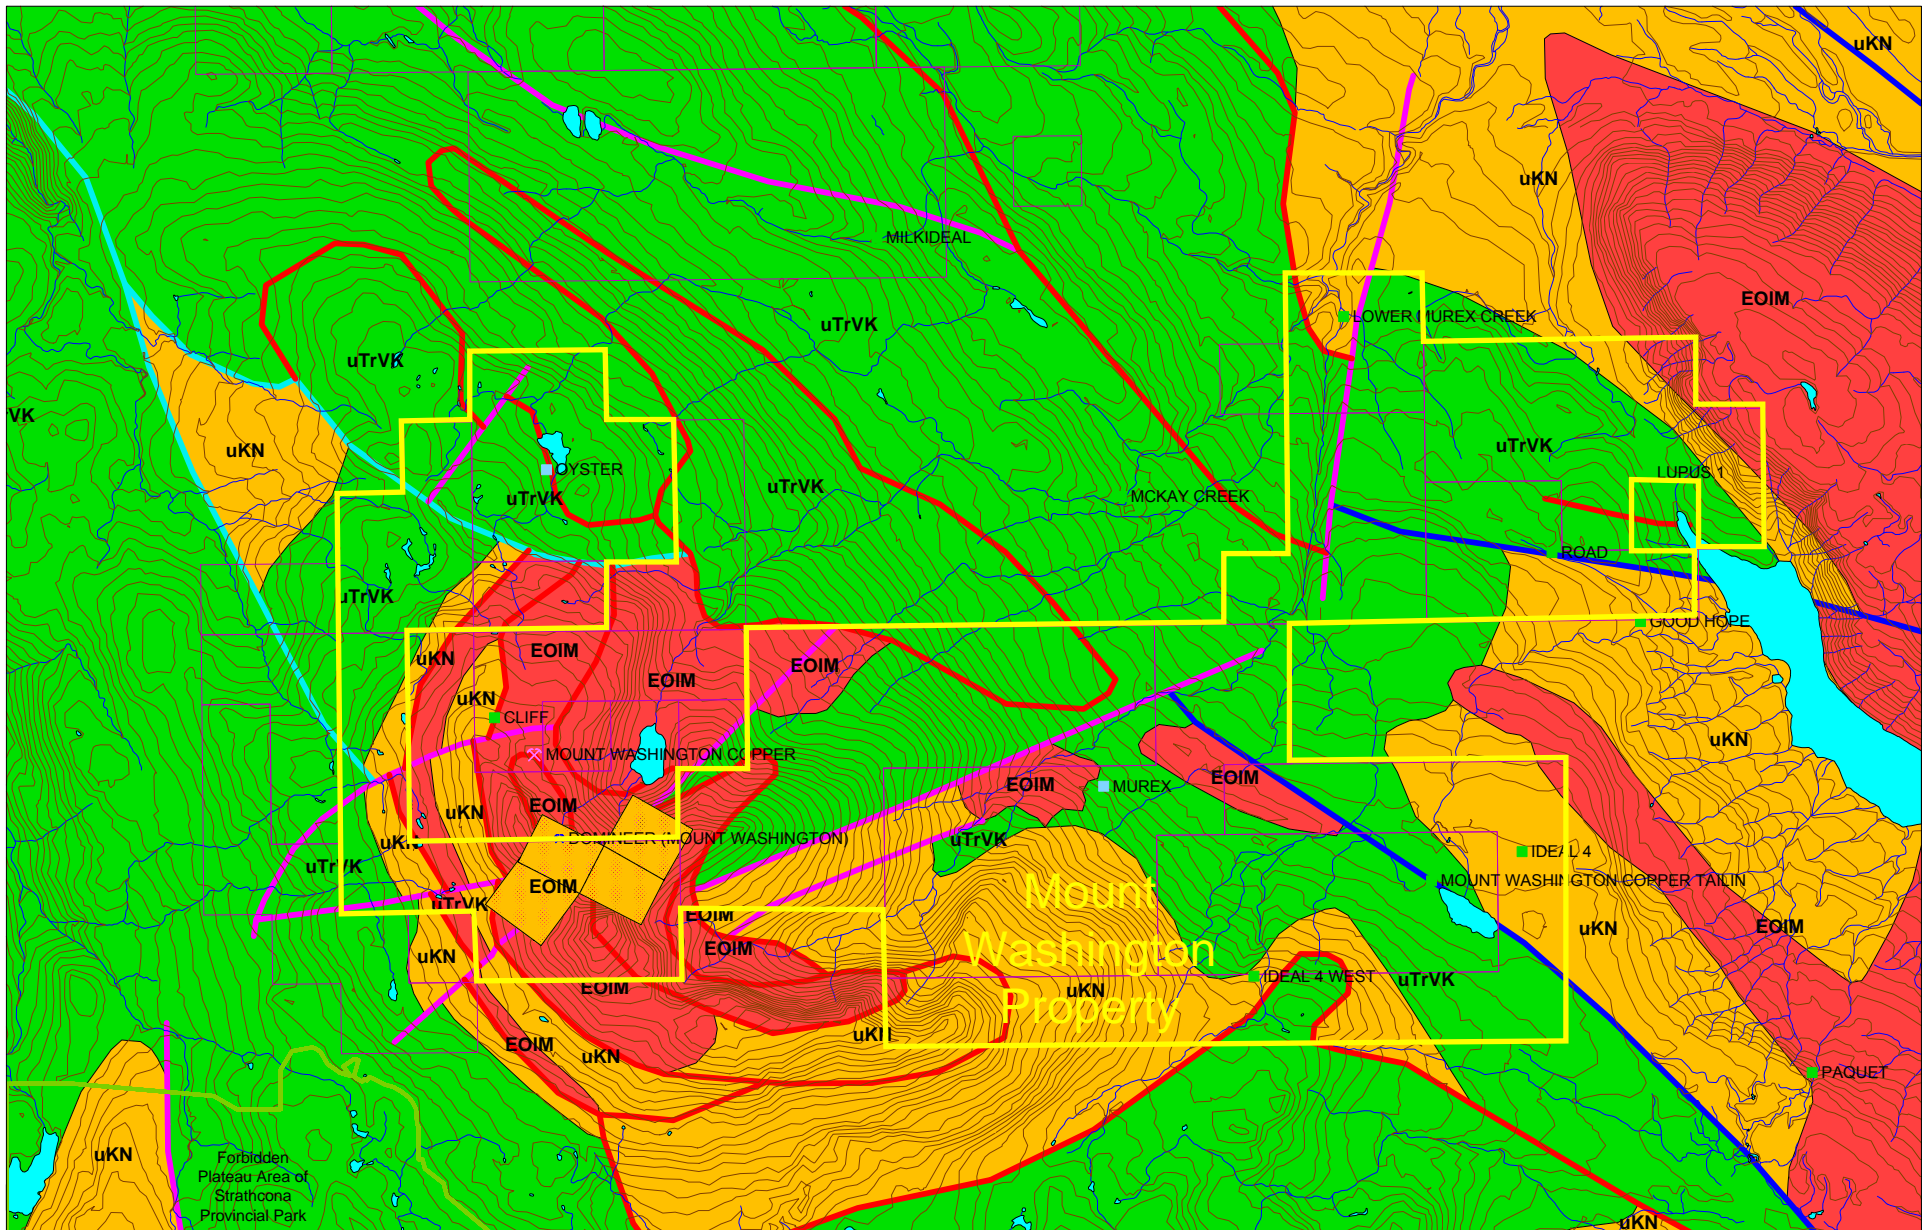 uKN
uKN
MILKIDEAL
EOIM
LOWER MUREX CREEK
uTrVK
uTrVK
VK
uKN
uTrVK
LUPUS 1
OYSTER
uTrVK
uTrVK
MCKAY CREEK
ROAD
uTrVK
GOOD HOPE
EOIM
uKN
EOIM
EOIM
uKN
CLIFF
uKN
MOUNT WASHINGTON COPPER
EOIM
MUREX
EOIM
EOIM
uKN
DOMINEER (MOUNT WASHINGTON)
uKN
uTrVK
IDEAL 4
uTrVK
EOIM
MOUNT WASHINGTON COPPER TAILIN
Mount
Washington
Property
uTrVK
EOIM
EOIM
uKN
EOIM
uKN
IDEAL 4 WEST
uTrVK
EOIM
uKN
uKN
EOIM
uKN
PAQUET
uKN
Forbidden
Plateau Area of
Strathcona
Provincial Park
uKN